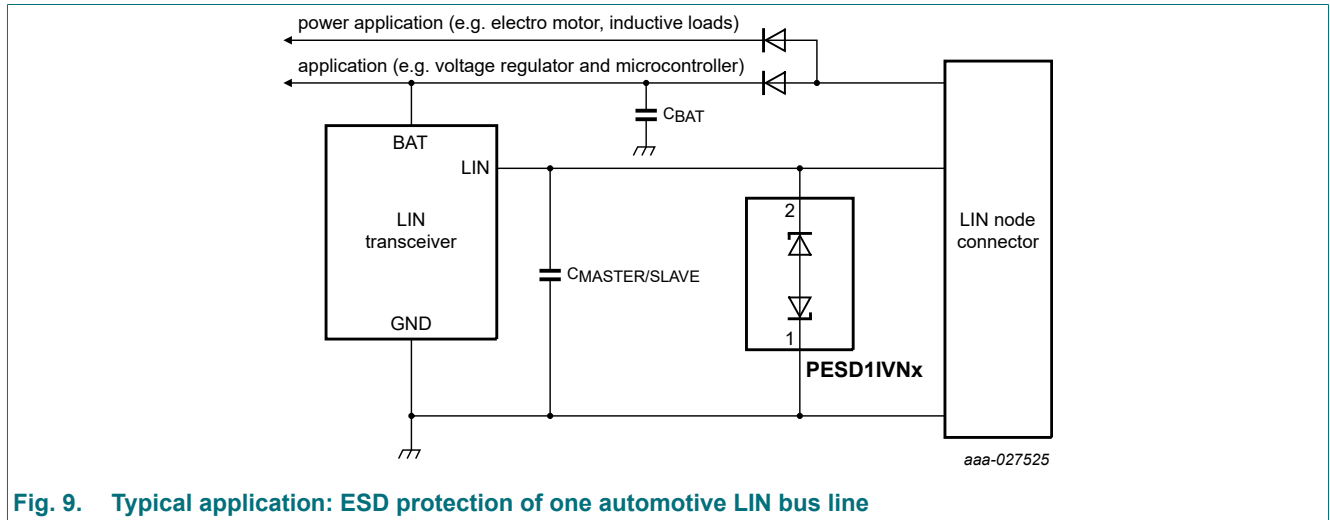 power application (e.g. electro motor, inductive loads)
application (e.g. voltage regulator and microcontroller)
CBAT
BAT
LIN
LIN
transceiver
GND
CMASTER/SLAVE
2
1
PESD1IVNx
LIN node
connector
aaa-027525
Fig. 9. Typical application: ESD protection of one automotive LIN bus line